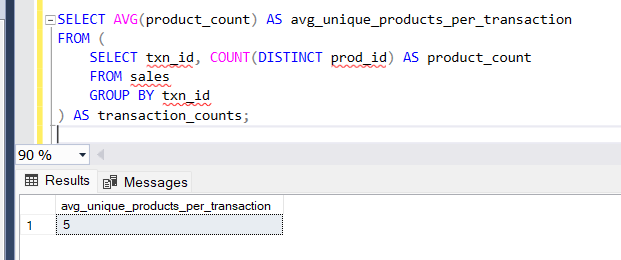 SELECT AVG(product_count) AS avg_unique_products_per_transaction
FROM (
SELECT txn_id, COUNT(DISTINCT prod_id) AS product_count
FROM sales
GROUP BY txn_id
) AS transaction_counts;
90 %
Results Messages
avg_unique_products_per_transaction
1 5